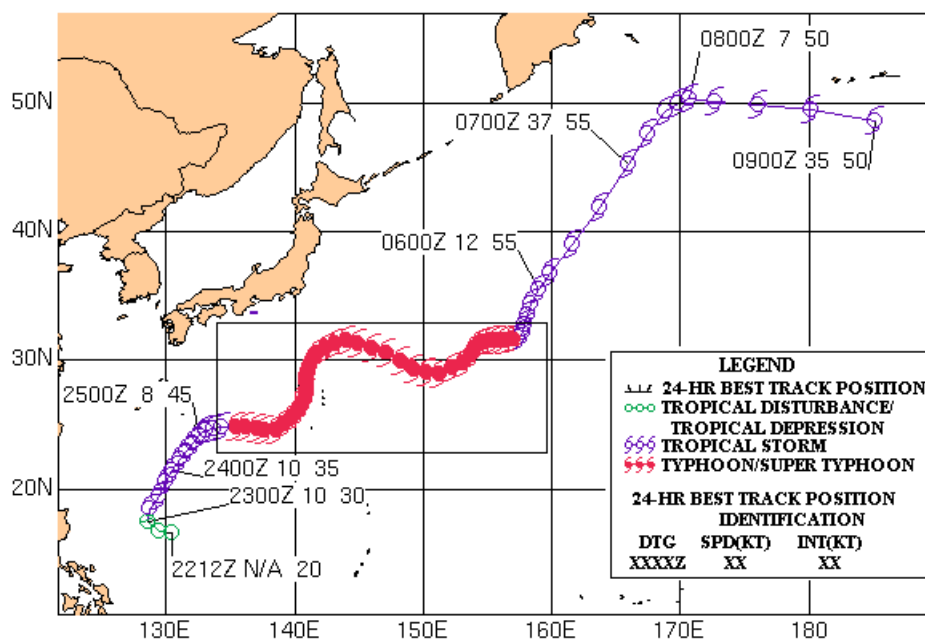 0800Z 7 50
50N
0700Z 37 55
0900Z 35 50
40N
0600Z 12 55
30N
2500Z 8 45
2400Z 10 35
20N
2300Z 10 30
2212Z N/A 20
LEGEND
24-HR BEST TRACK POSITION
TROPICAL DISTURBANCE/
TROPICAL DEPRESSION
TROPICAL STORM
TYPHOON/SUPER TYPHOON
24-HR BEST TRACK POSITION
IDENTIFICATION
DTG SPD(KT) INT(KT)
XXXXZ XX XX
130E 140E 150E 160E 170E 180